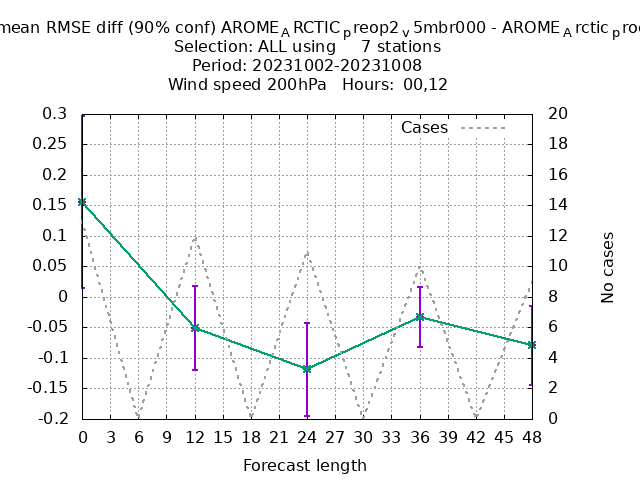 mean RMSE diff (90% conf) AROME_ARCTIC_preop2_v5mbr000 - AROME_Arctic_pro
Selection: ALL using 7 stations
Period: 20231002-20231008
Wind speed 200hPa Hours: 00,12
Cases
0.3
0.25
0.2
0.15
0.1
0.05
0
-0.05
-0.1
-0.15
-0.2
20
18
16
14
12
10
8
6
4
2
0
No cases
0 3 6 9 12 15 18 21 24 27 30 33 36 39 42 45 48
Forecast length